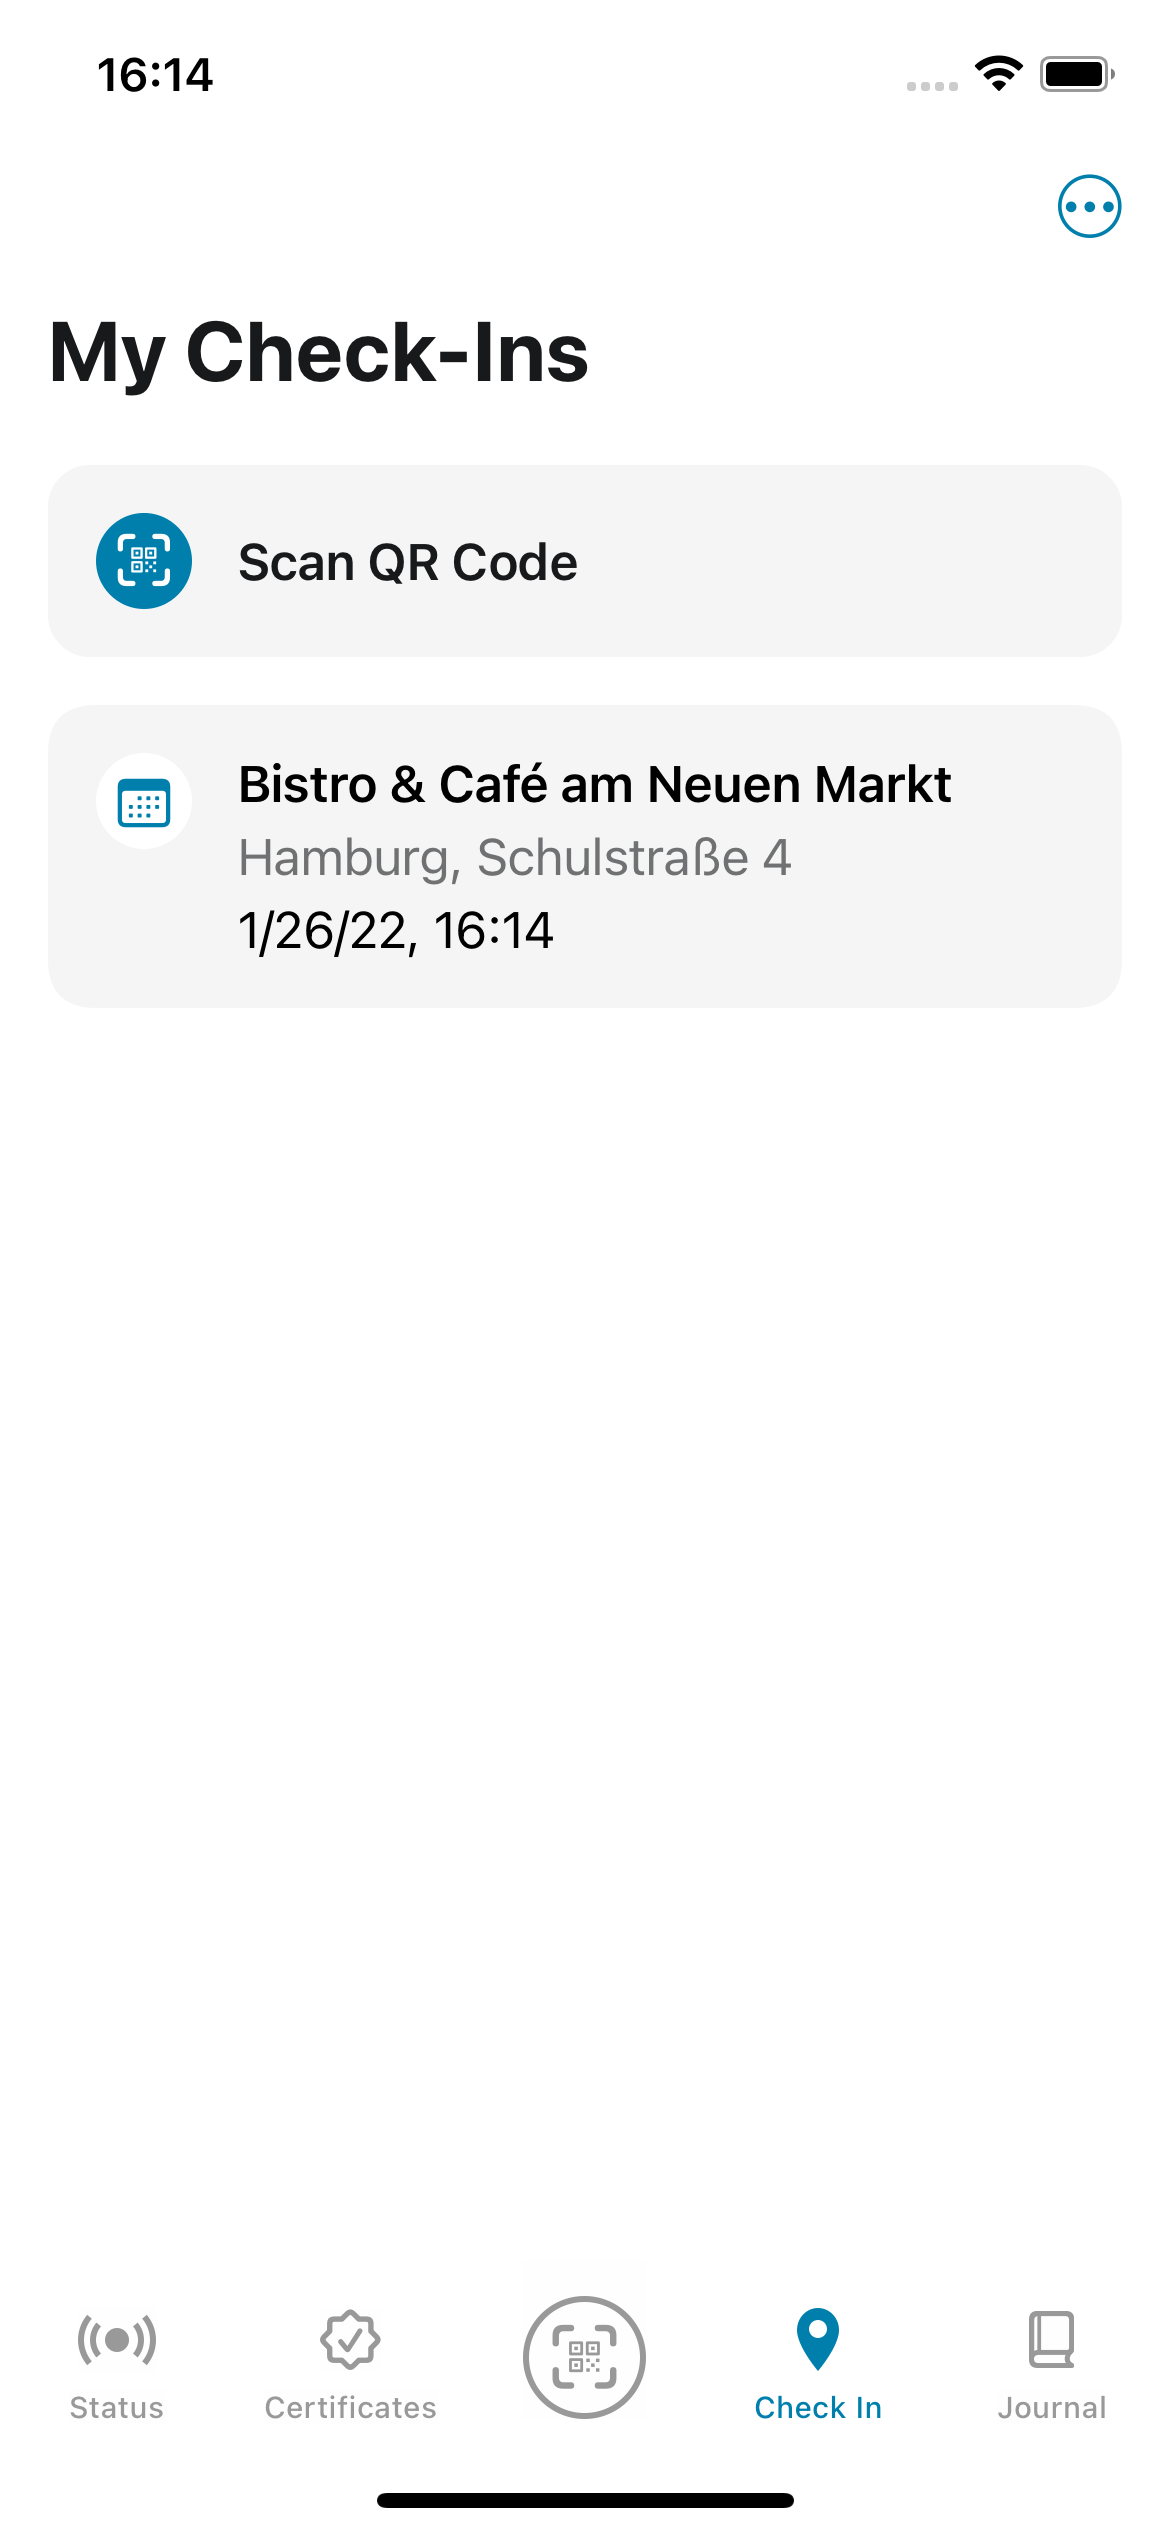 16:14
My Check-Ins
Scan QR Code
Bistro & Café am Neuen Markt
Hamburg, Schulstraße 4
1/26/22, 16:14
Status
Certificates
Check In
Journal